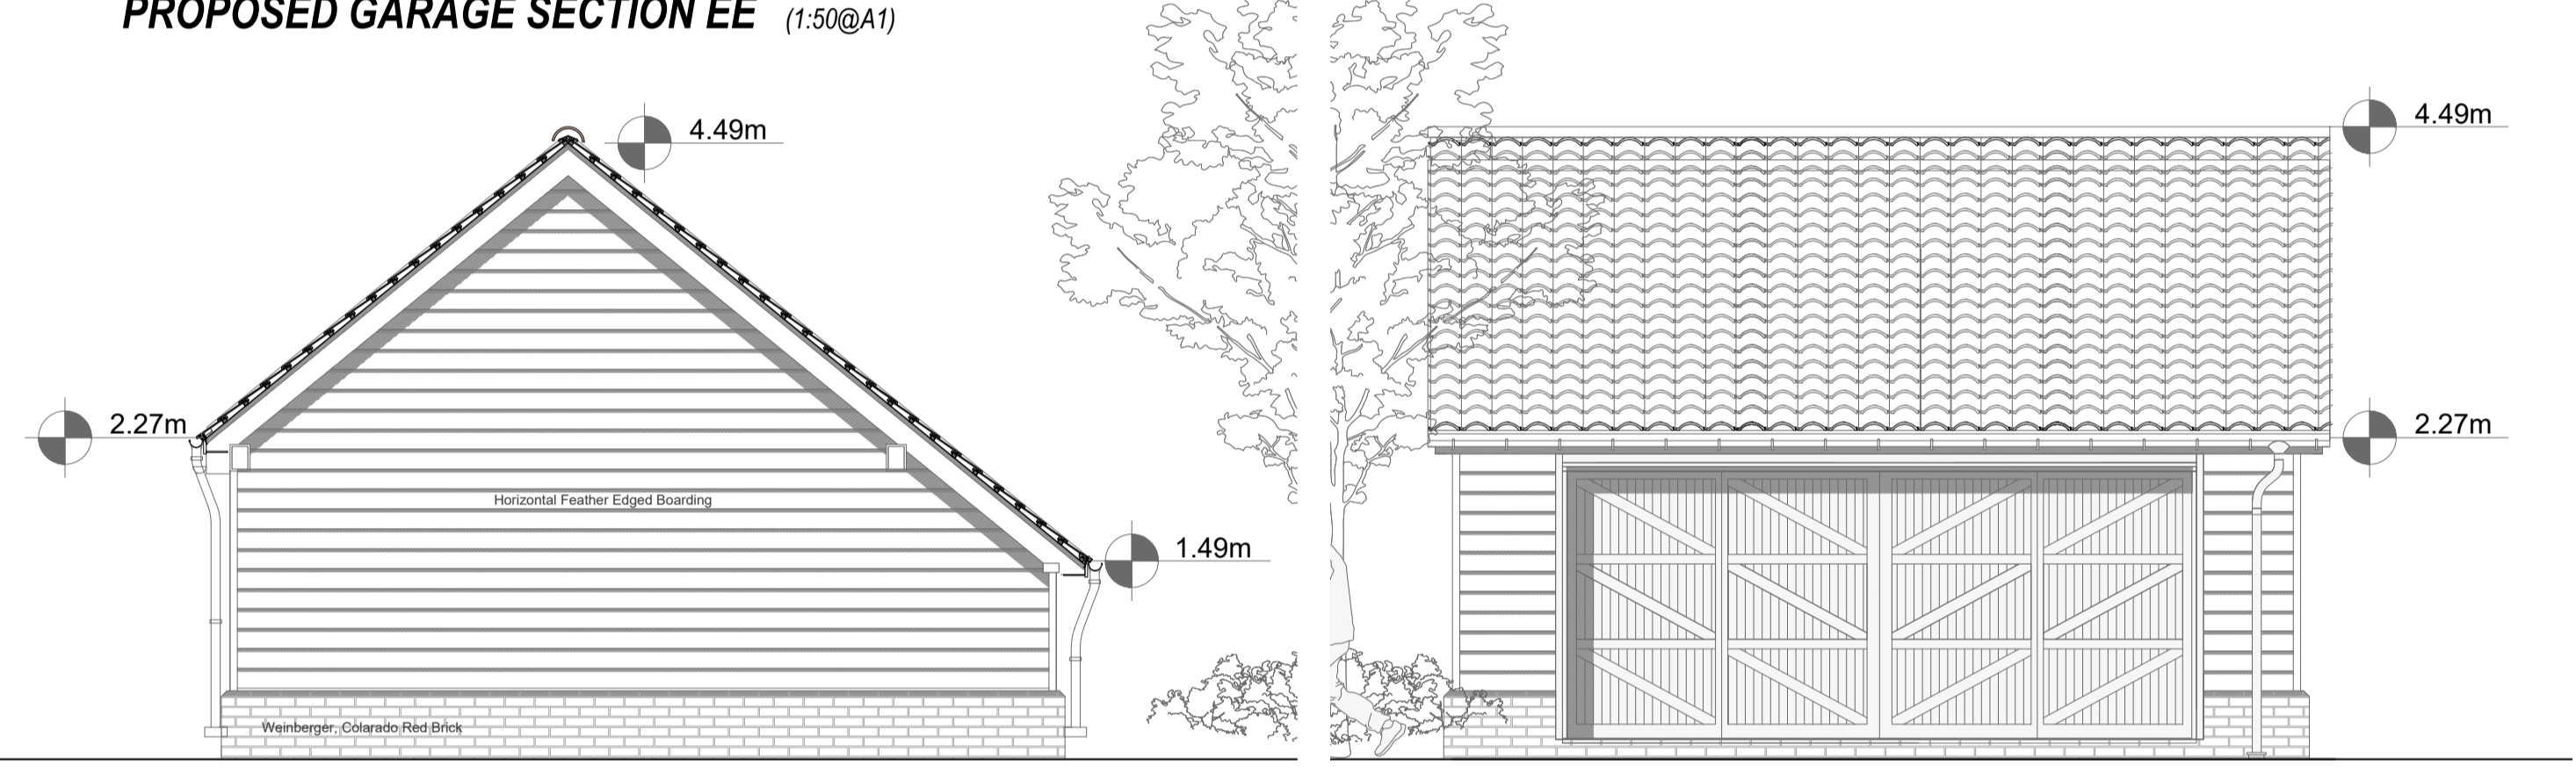 PROPOSED GARAGE SECTION EE (1:50@A1)
4.49m
4.49m
2.27m
2.27m
Horizontal Feather Edged Boarding
1.49m
Weinberger, Colarado Red Brick